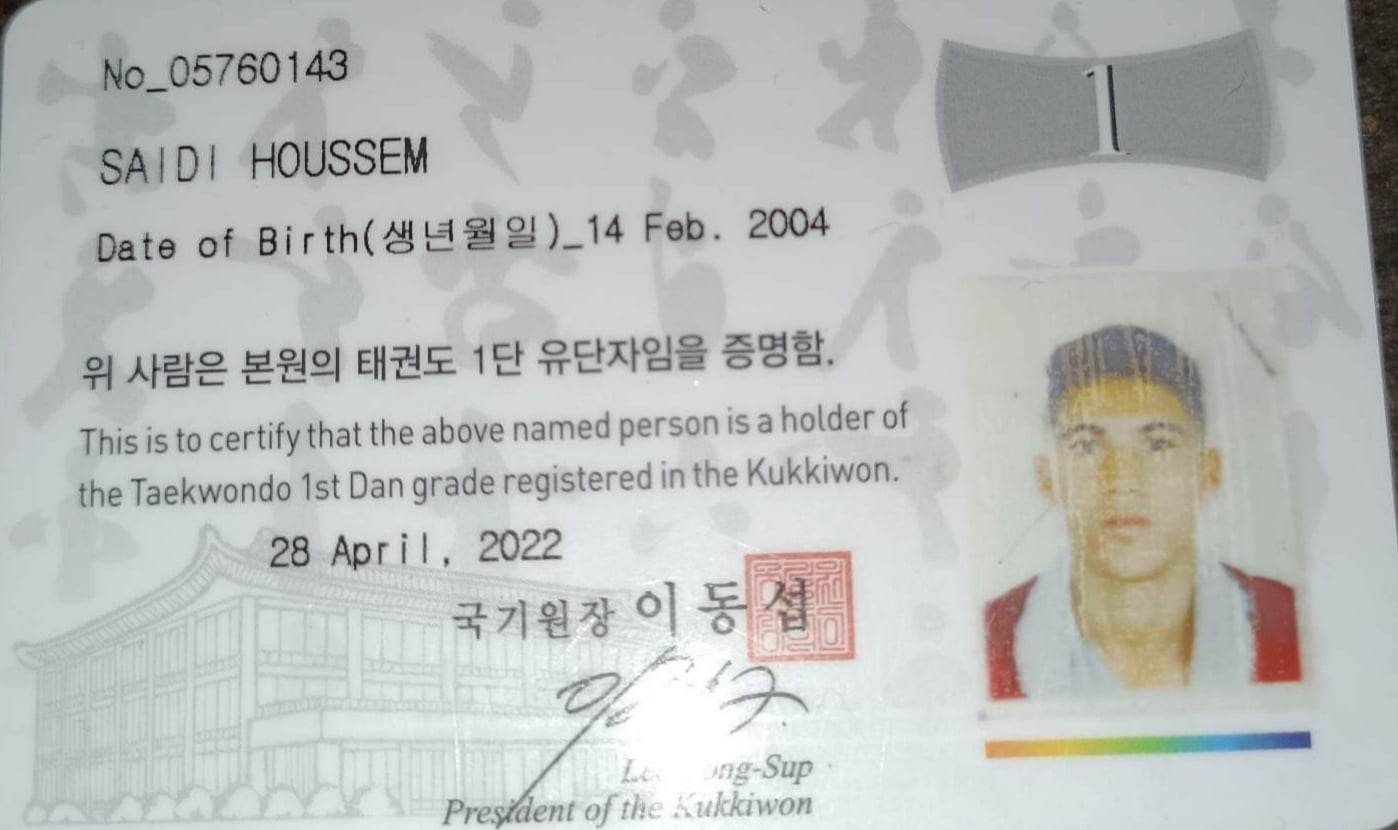 No_05760143
1
SAIDI HOUSSEM
Date of Birth(생년월일)_14 Feb. 2004
위 사람은 본원의 태권도 1단 유단자임을 증명함.
This is to certify that the above named person is a holder of
the Taekwondo 1st Dan grade registered in the Kukkiwon.
28 April, 2022
국기원장 이동섭
President of the Kukkiwon